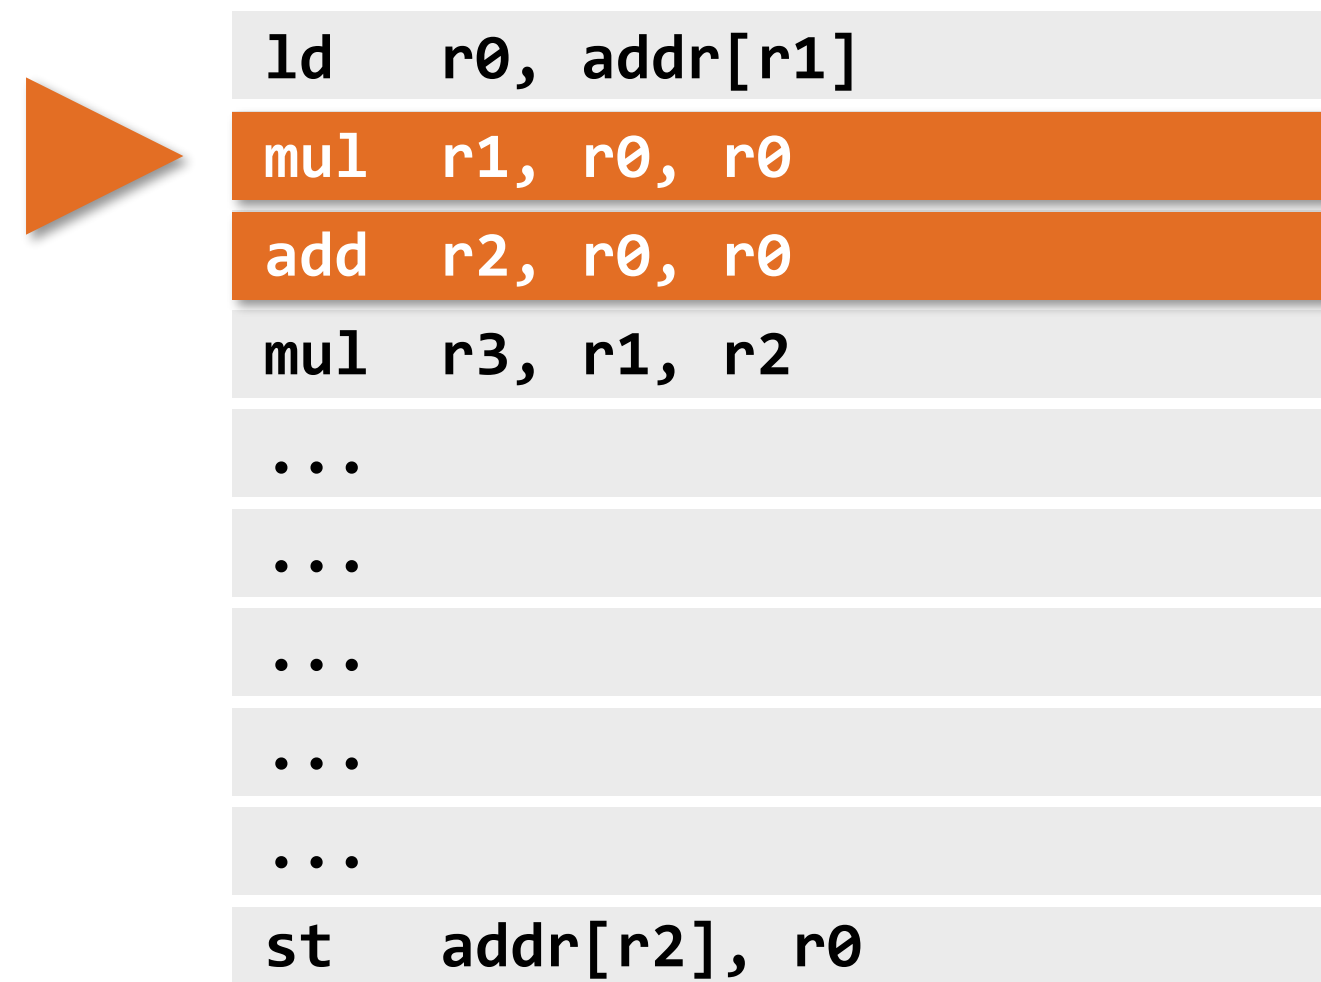 ld r0, addr[r1]
mul r1, r0, r0
add r2, r0, r0
mul r3, r1, r2
...
...
...
...
...
st addr[r2], r0